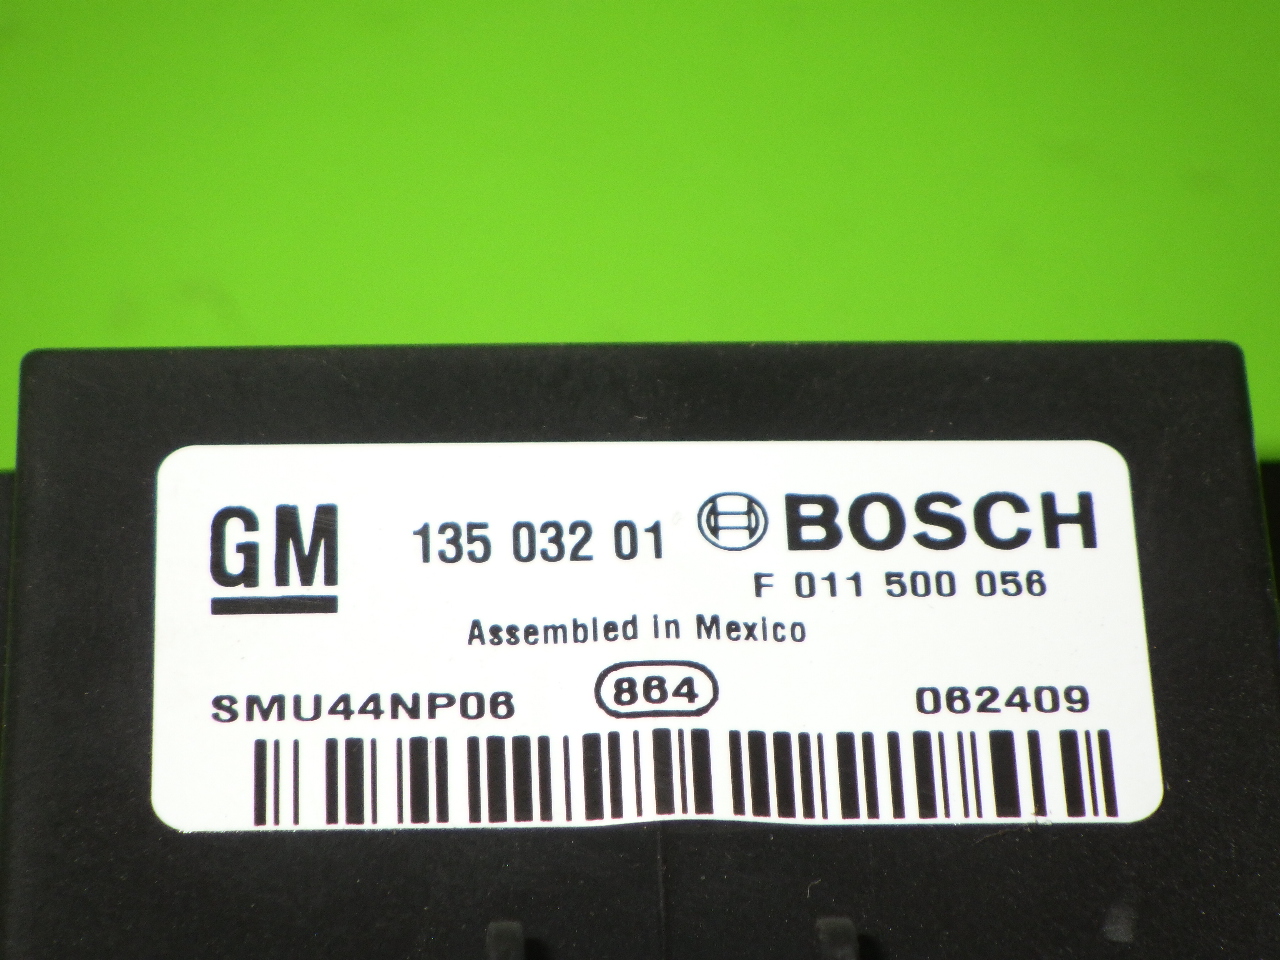 GM 135 032 01 BOSCH
F 011 500 056
Assembled in Mexico
SMU44NP06 864 062409